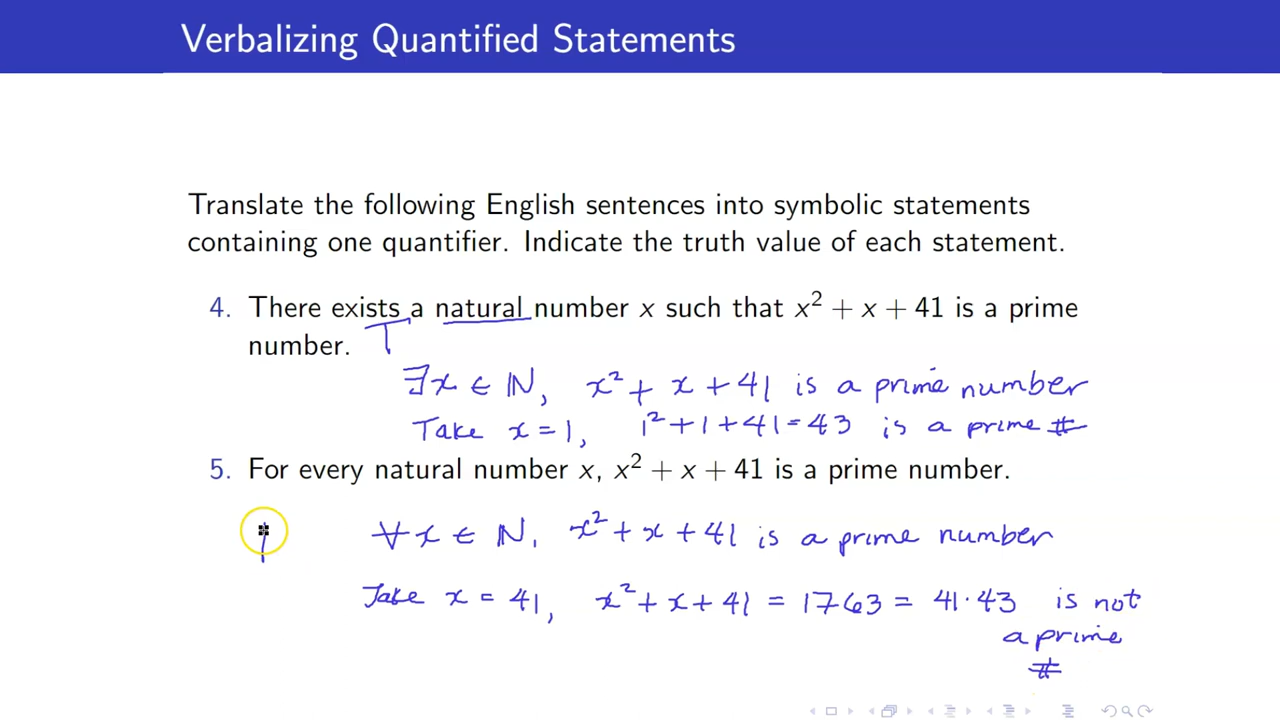 Verbalizing Quantified Statements
Translate the following English sentences into symbolic statements
containing one quantifier. Indicate the truth value of each statement.
4. There exists a natural number x such that x² + x + 41 is a prime
number. T
∃x ∈ ℕ, x² + x + 41 is a prime number
Take x = 1, 1² + 1 + 41 = 43 is a prime #
5. For every natural number x, x² + x + 41 is a prime number.
∀x ∈ ℕ, x² + x + 41 is a prime number
Take x = 41, x² + x + 41 = 1763 = 41·43 is not
a prime
#